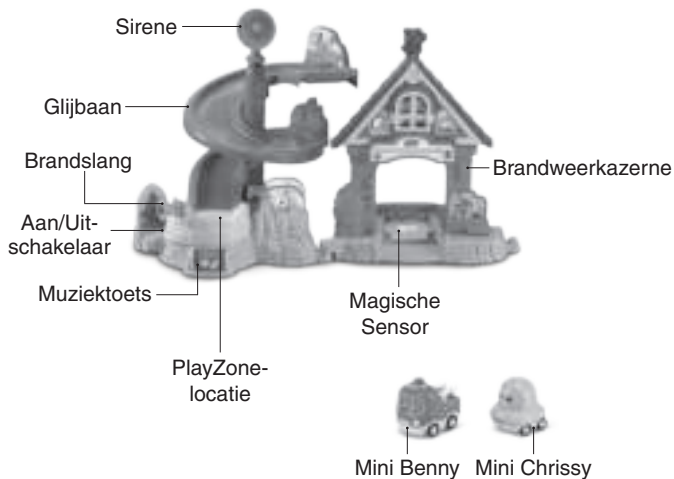 Sirene
Glijbaan
Brandslang
Brandweerkazerne
Aan/Uit-
schakelaar
Muziektoets
Magische
Sensor
PlayZone-
locatie
Mini Benny
Mini Chrissy